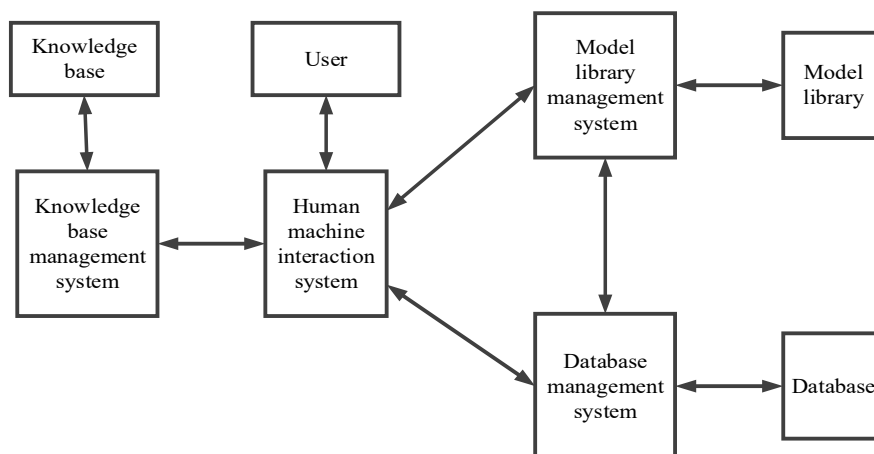 Knowledge
base
User
Model
library
management
system
Model
library
Knowledge
base
management
system
Human
machine
interaction
system
Database
management
system
Database